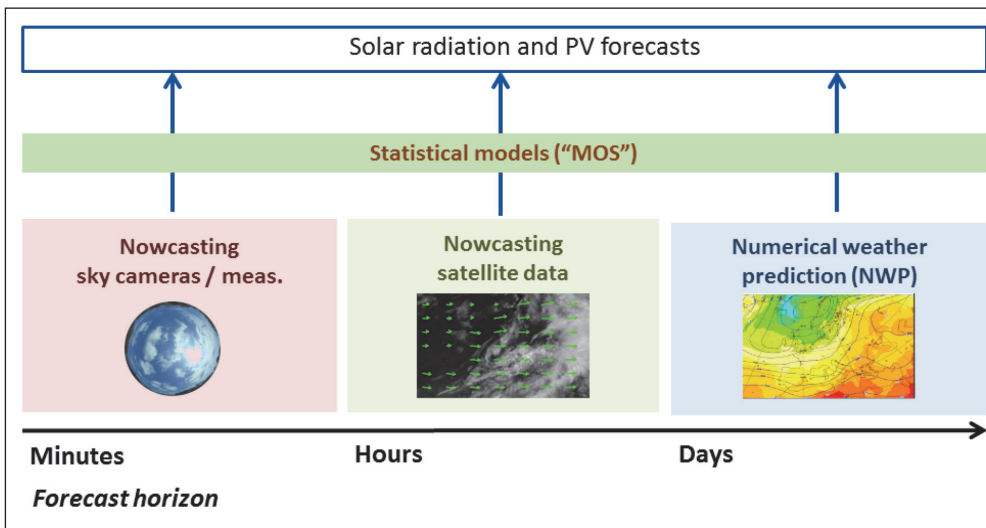 Solar radiation and PV forecasts
Statistical models (“MOS”)
Nowcasting
sky cameras / meas.
Nowcasting
satellite data
Numerical weather
prediction (NWP)
Minutes
Hours
Days
Forecast horizon